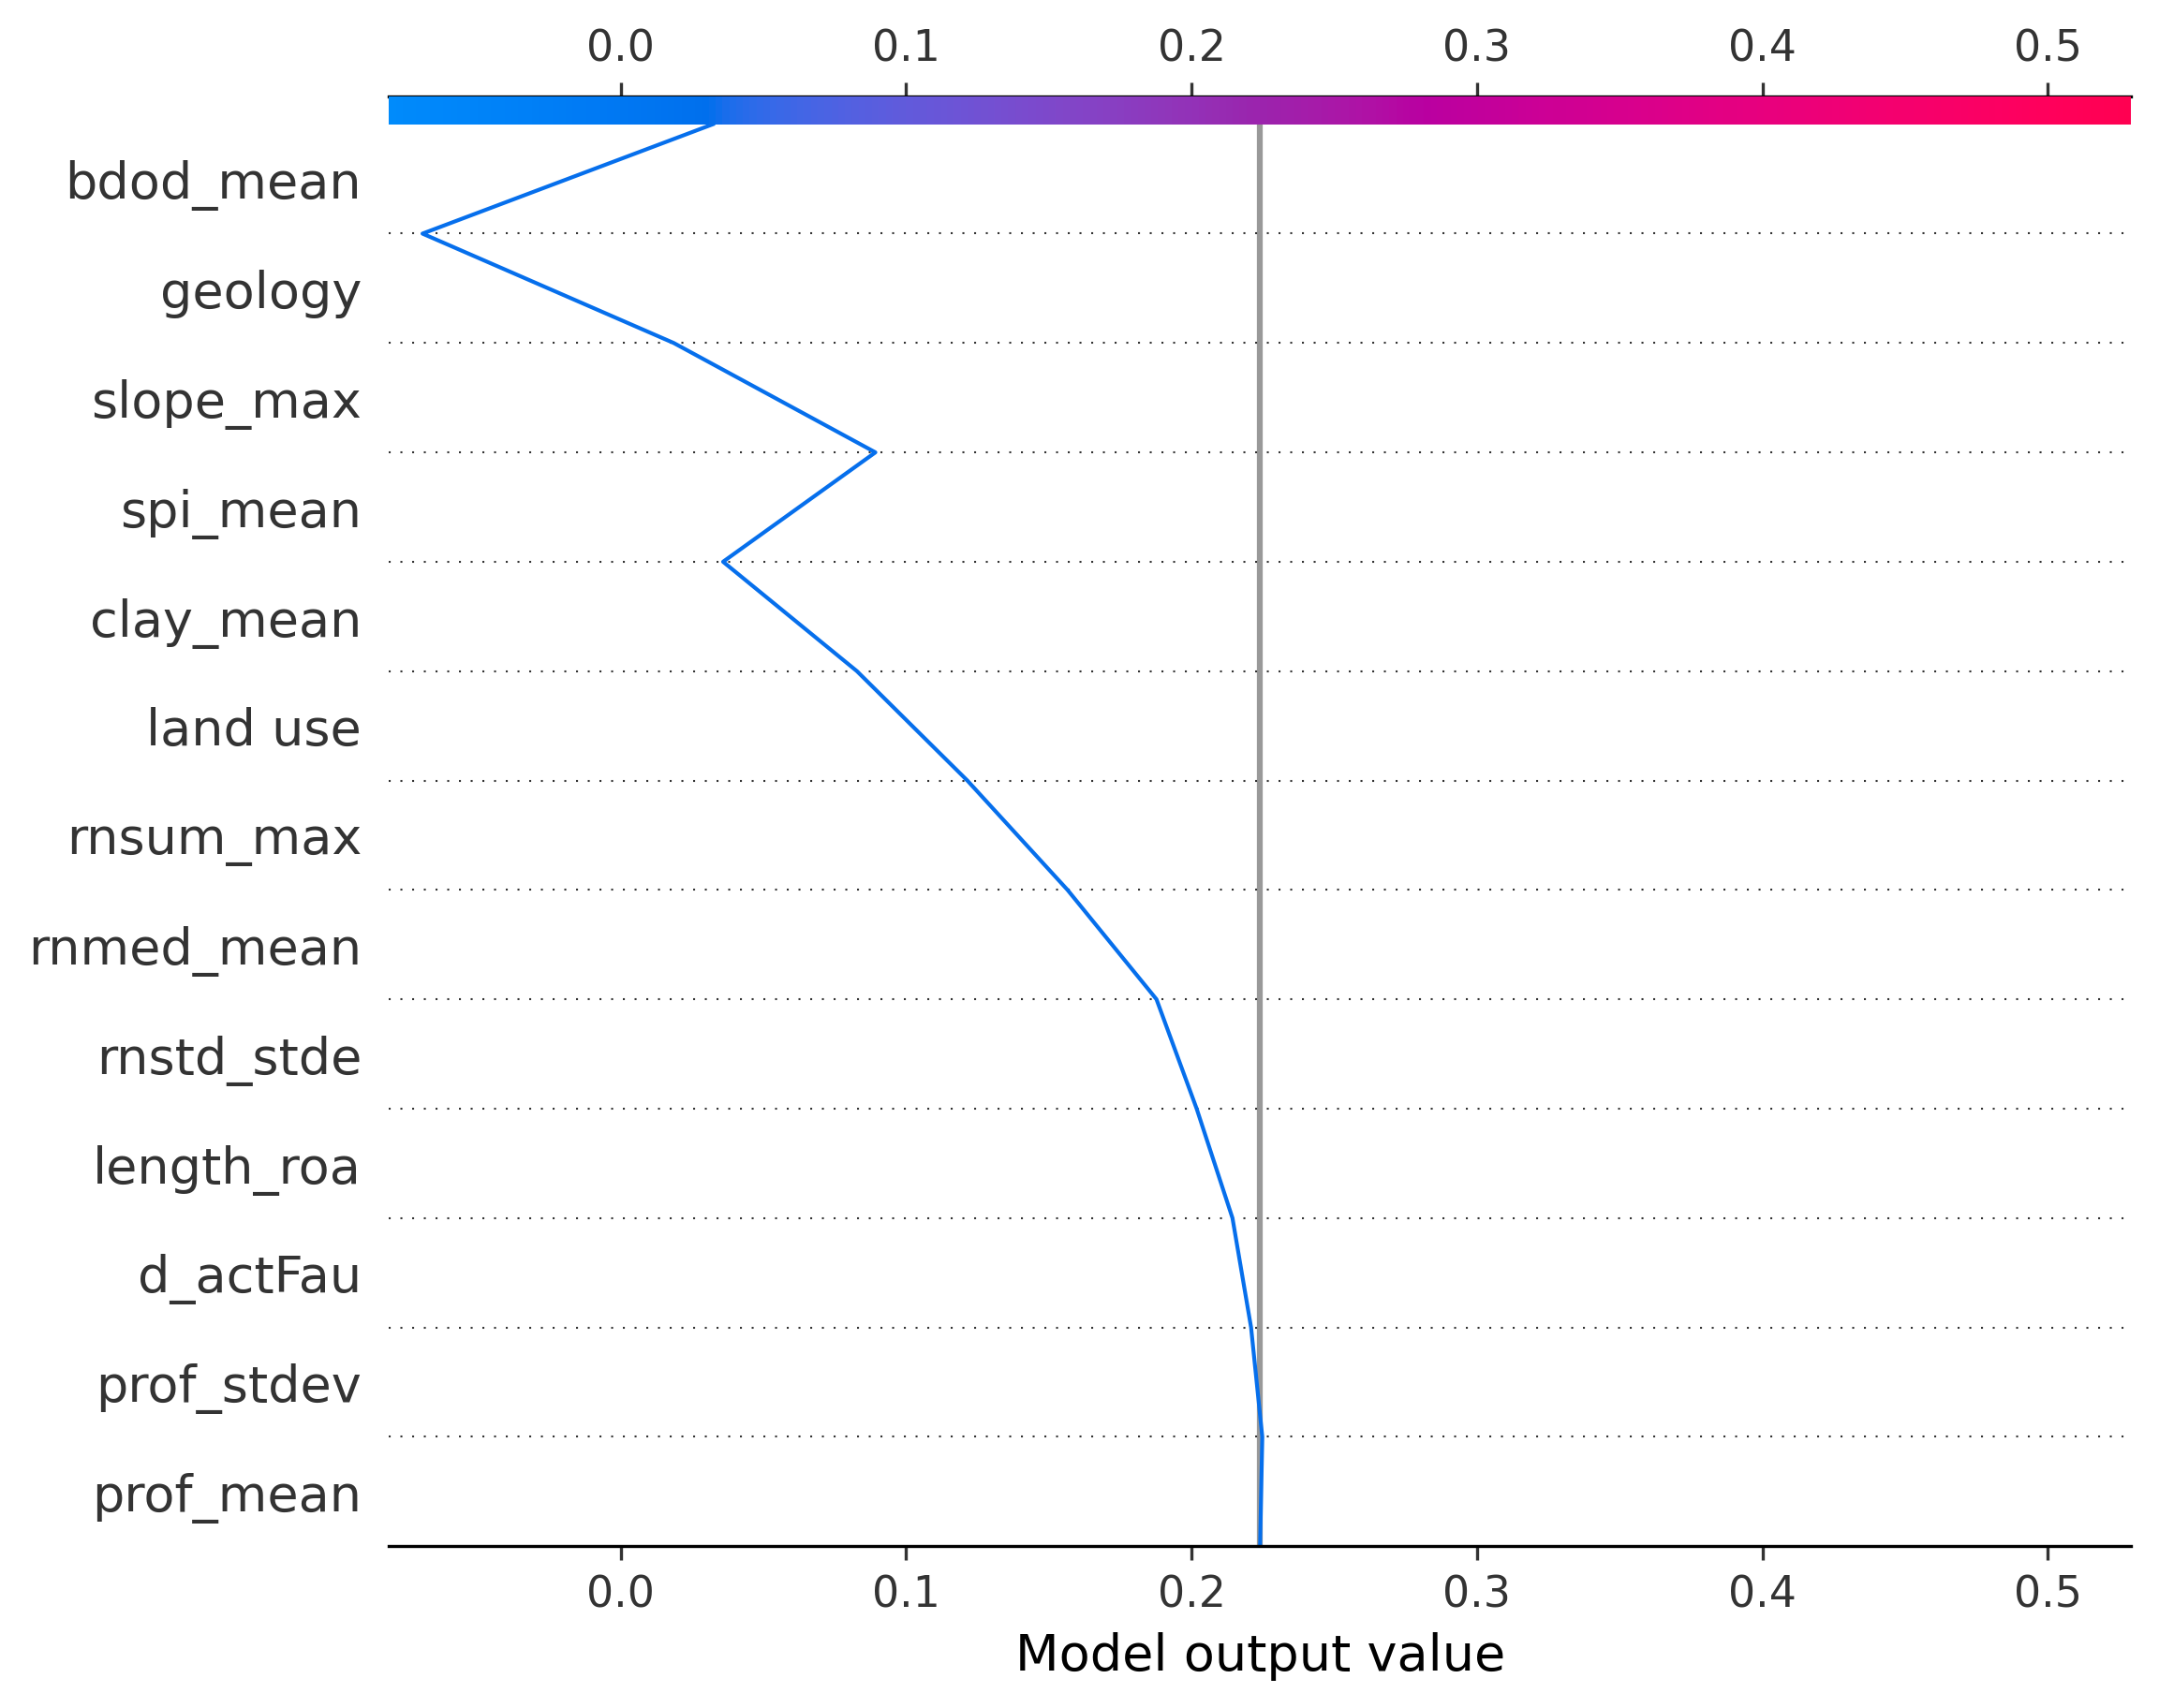 0.0 0.1 0.2 0.3 0.4 0.5
bdod_mean
geology
slope_max
spi_mean
clay_mean
land use
rnsum_max
rnmed_mean
rnstd_stde
length_roa
d_actFau
prof_stdev
prof_mean
0.0 0.1 0.2 0.3 0.4 0.5
Model output value